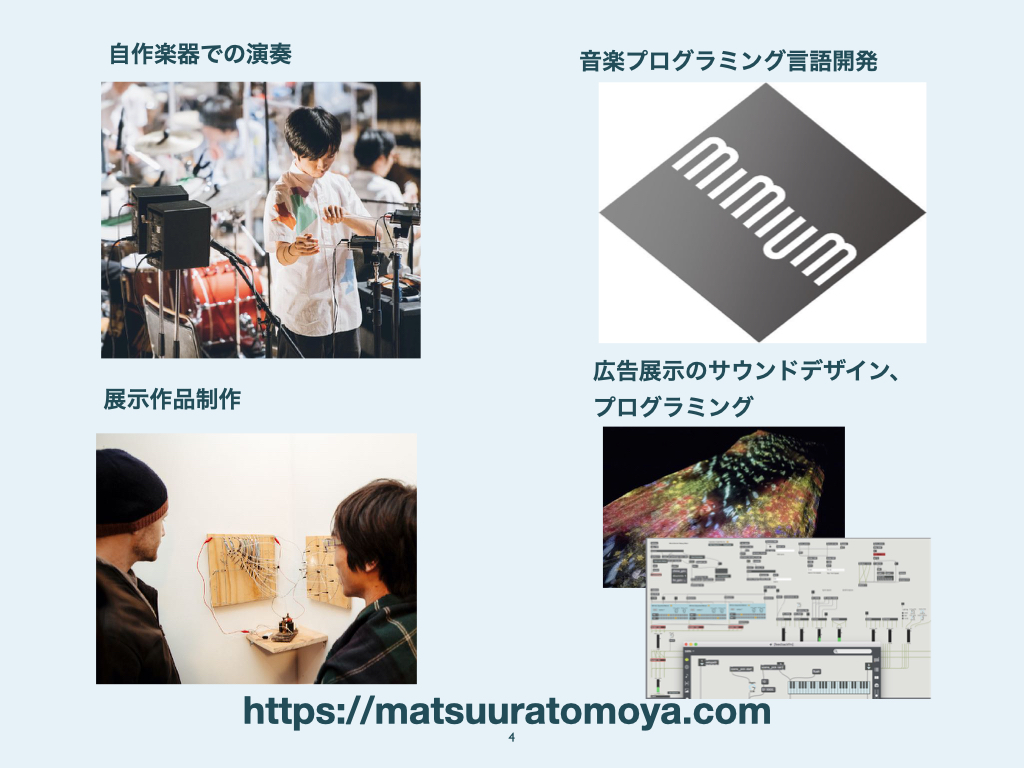 自作楽器での演奏
音楽プログラミング言語開発
mimium
展示作品制作
広告展示のサウンドデザイン、
プログラミング
https://matsuuratomoya.com
4